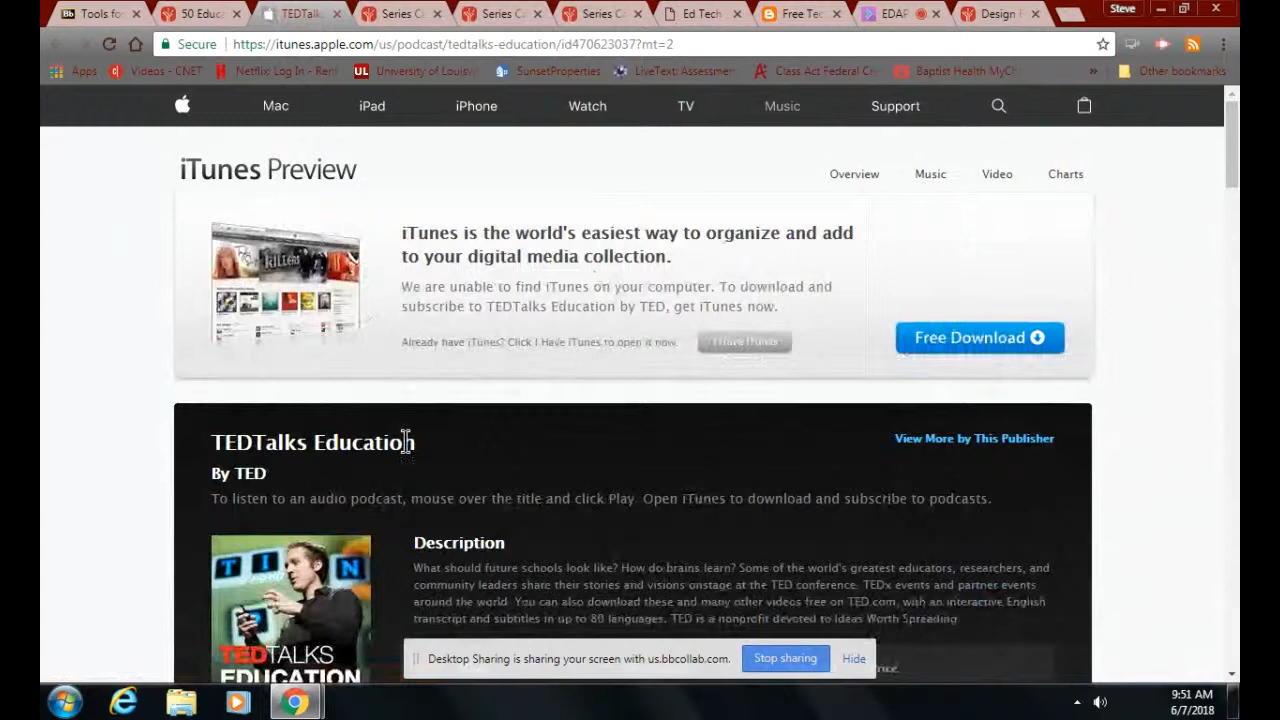 Bb Tools for
50 Educa
TEDTalk
Series C
Series C
Series C
Ed Tech
Free Tec
EDAP
Design
Steve
Secure https://itunes.apple.com/us/podcast/tedtalks-education/id470623037?mt=2
Apps Videos - CNET Netflix: Log In - Rent UL University of Louisv SunsetProperties LiveText: Assessmen Class Act Federal Cr Baptist Health MyCh » Other bookmarks
Mac iPad iPhone Watch TV Music Support
iTunes Preview
Overview Music Video Charts
iTunes is the world's easiest way to organize and add
to your digital media collection.
We are unable to find iTunes on your computer. To download and
subscribe to TEDTalks Education by TED, get iTunes now.
Already have iTunes? Click I Have iTunes to open it now. I Have iTunes
Free Download
KILLERS
TEDTalks Education
View More by This Publisher
By TED
To listen to an audio podcast, mouse over the title and click Play. Open iTunes to download and subscribe to podcasts.
Description
What should future schools look like? How do brains learn? Some of the world's greatest educators, researchers, and
community leaders share their stories and visions onstage at the TED conference, TEDx events and partner events
around the world. You can also download these and many other videos free on TED.com, with an interactive English
transcript and subtitles in up to 80 languages. TED is a nonprofit devoted to Ideas Worth Spreading.
T I N
TEDTALKS
EDUCATION
Desktop Sharing is sharing your screen with us.bbcollab.com. Stop sharing Hide
Price
9:51 AM
6/7/2018